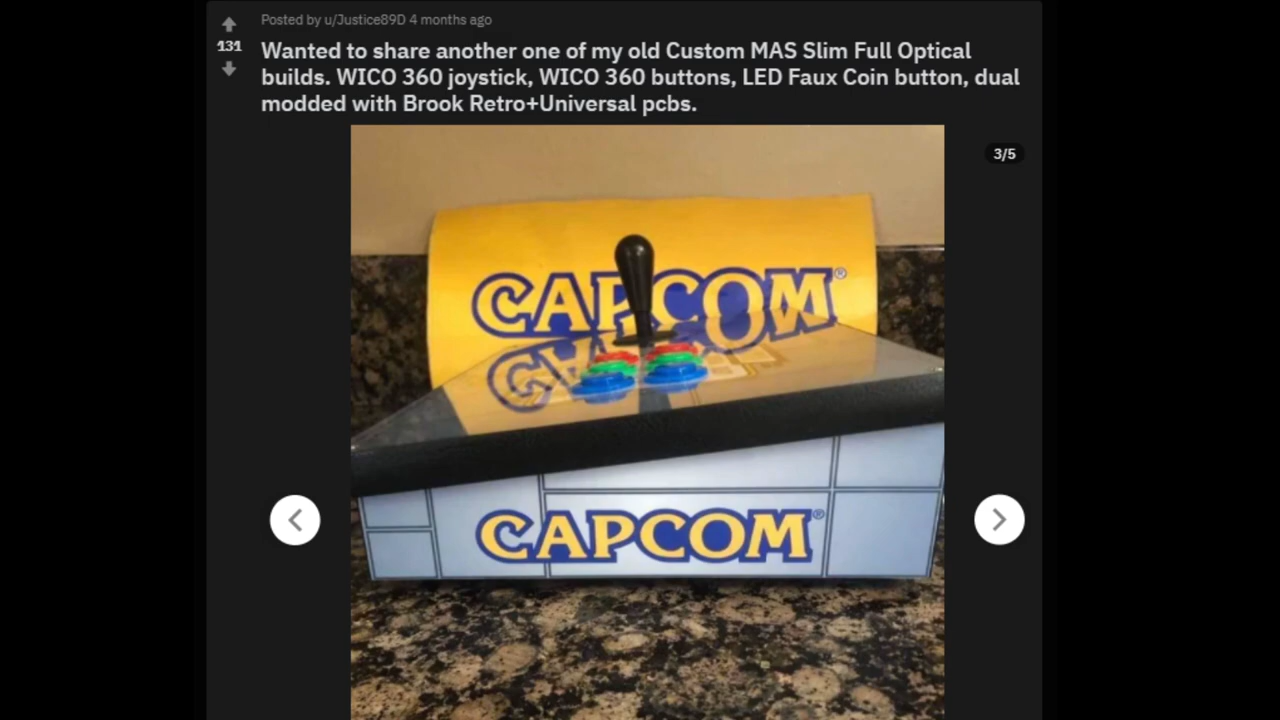 Posted by u/Justice89D 4 months ago
131
Wanted to share another one of my old Custom MAS Slim Full Optical
builds. WICO 360 joystick, WICO 360 buttons, LED Faux Coin button, dual
modded with Brook Retro+Universal pcbs.
3/5
CAPCOM®
CAPCOM®